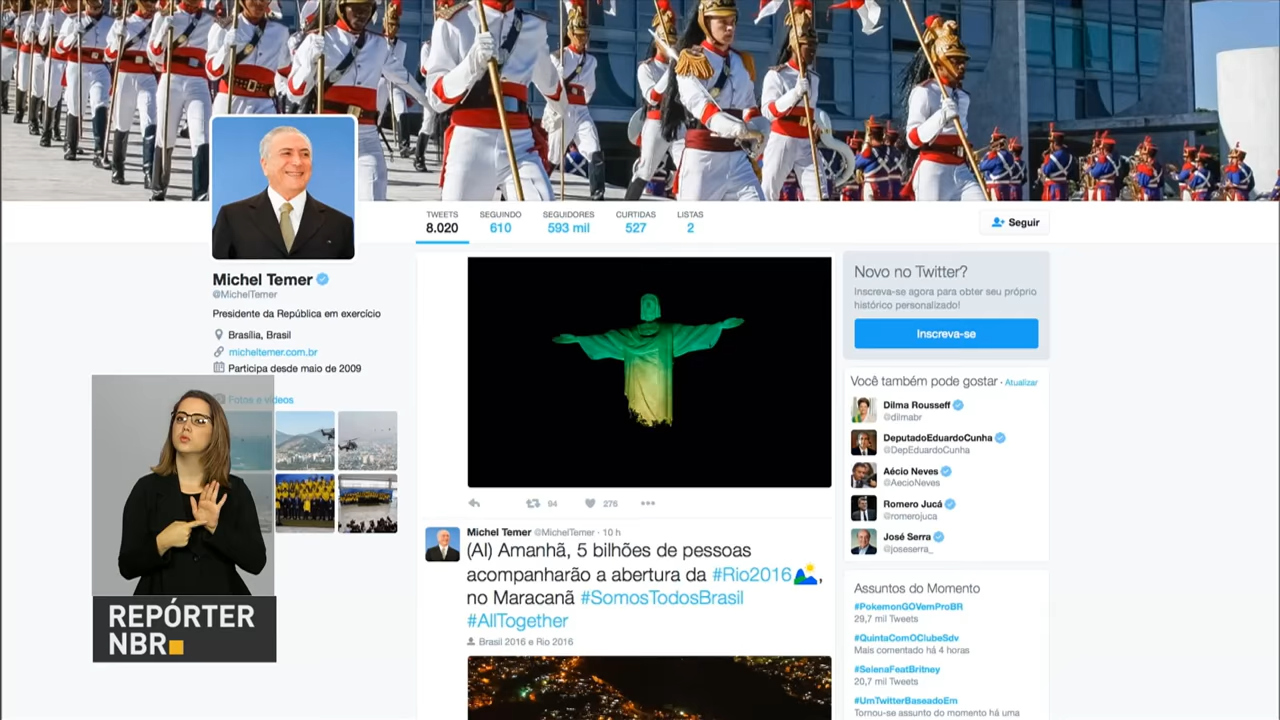 TWEETS
8.020
SEGUINDO
610
SEGUIDORES
593 mil
CURTIDAS
527
LISTAS
2
Seguir
Michel Temer
@MichelTemer
Presidente da República em exercício
Brasília, Brasil
micheltemer.com.br
Participa desde maio de 2009
Fotos e vídeos
REPÓRTER
NBR
94
276
Michel Temer @MichelTemer · 10 h
(AI) Amanhã, 5 bilhões de pessoas
acompanharão a abertura da #Rio2016,
no Maracanã #SomosTodosBrasil
#AllTogether
Brasil 2016 e Rio 2016
Novo no Twitter?
Inscreva-se agora para obter seu próprio
histórico personalizado!
Inscreva-se
Você também pode gostar · Atualizar
Dilma Rousseff
@dilmabr
DeputadoEduardoCunha
@DepEduardoCunha
Aécio Neves
@AecioNeves
Romero Jucá
@romerojuca
José Serra
@joseserra_
Assuntos do Momento
#PokemonGOVemProBR
29,7 mil Tweets
#QuintaComOClubeSdv
Mais comentado há 4 horas
#SelenaFeatBritney
20,7 mil Tweets
#UmTwitterBaseadoEm
Tornou-se assunto do momento há uma